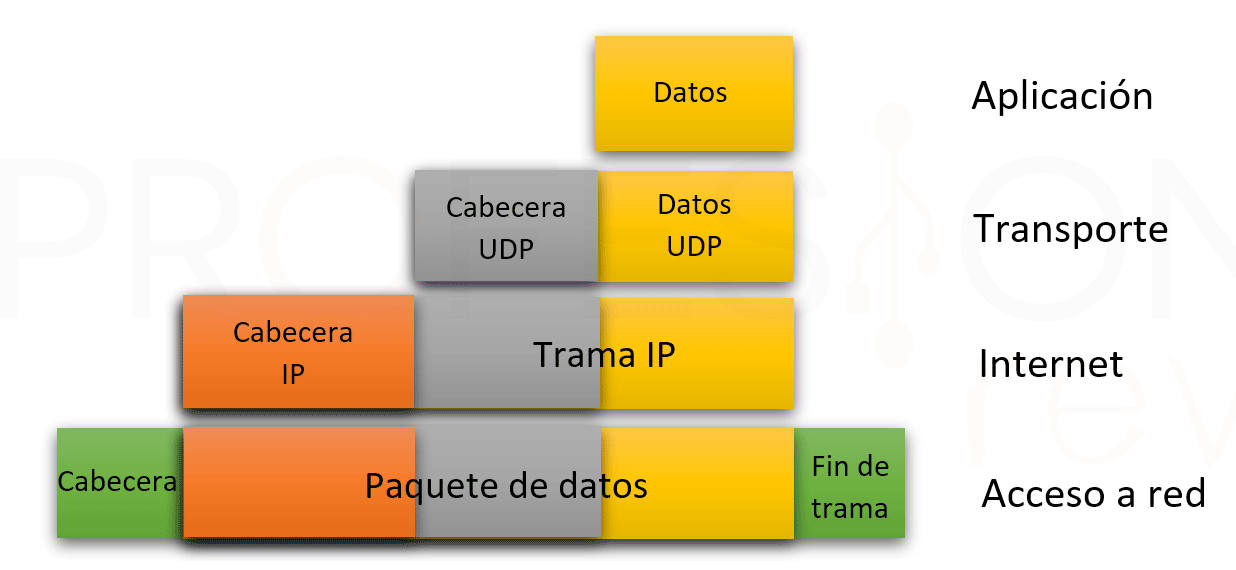 Datos
Aplicación
Cabecera
UDP
Datos
UDP
Transporte
Cabecera
IP
Trama IP
Internet
Cabecera
Paquete de datos
Fin de
trama
Acceso a red
PROFESIONAL